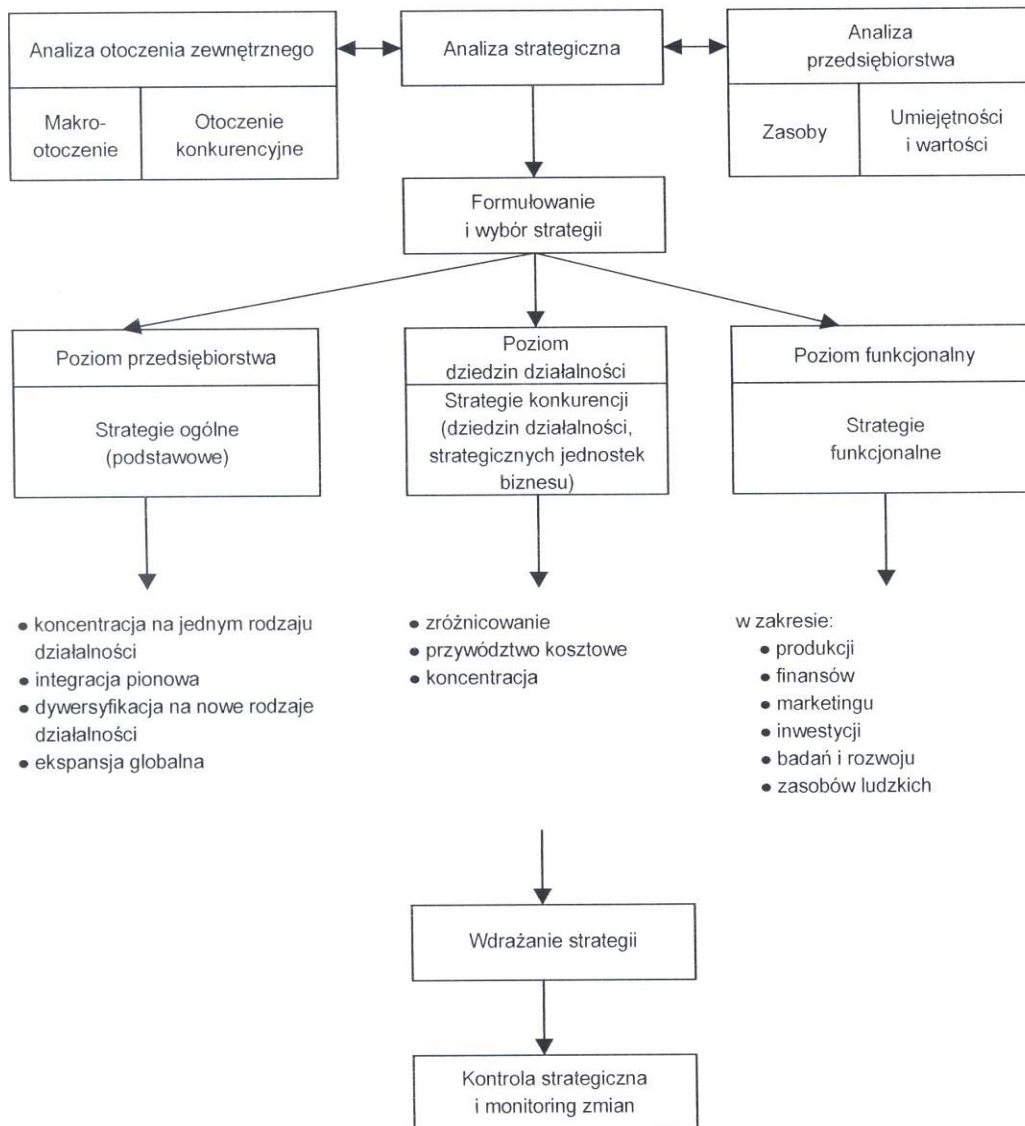 Analiza otoczenia zewnętrznego
Makro-
otoczenie
Otoczenie
konkurencyjne
Analiza strategiczna
Analiza
przedsiębiorstwa
Zasoby
Umiejętności
i wartości
Formułowanie
i wybór strategii
Poziom przedsiębiorstwa
Strategie ogólne
(podstawowe)
Poziom
dziedzin działalności
Strategie konkurencji
(dziedzin działalności,
strategicznych jednostek
biznesu)
Poziom funkcjonalny
Strategie
funkcjonalne
● koncentracja na jednym rodzaju
działalności
● integracja pionowa
● dywersyfikacja na nowe rodzaje
działalności
● ekspansja globalna
● zróżnicowanie
● przywództwo kosztowe
● koncentracja
w zakresie:
● produkcji
● finansów
● marketingu
● inwestycji
● badań i rozwoju
● zasobów ludzkich
Wdrażanie strategii
Kontrola strategiczna
i monitoring zmian